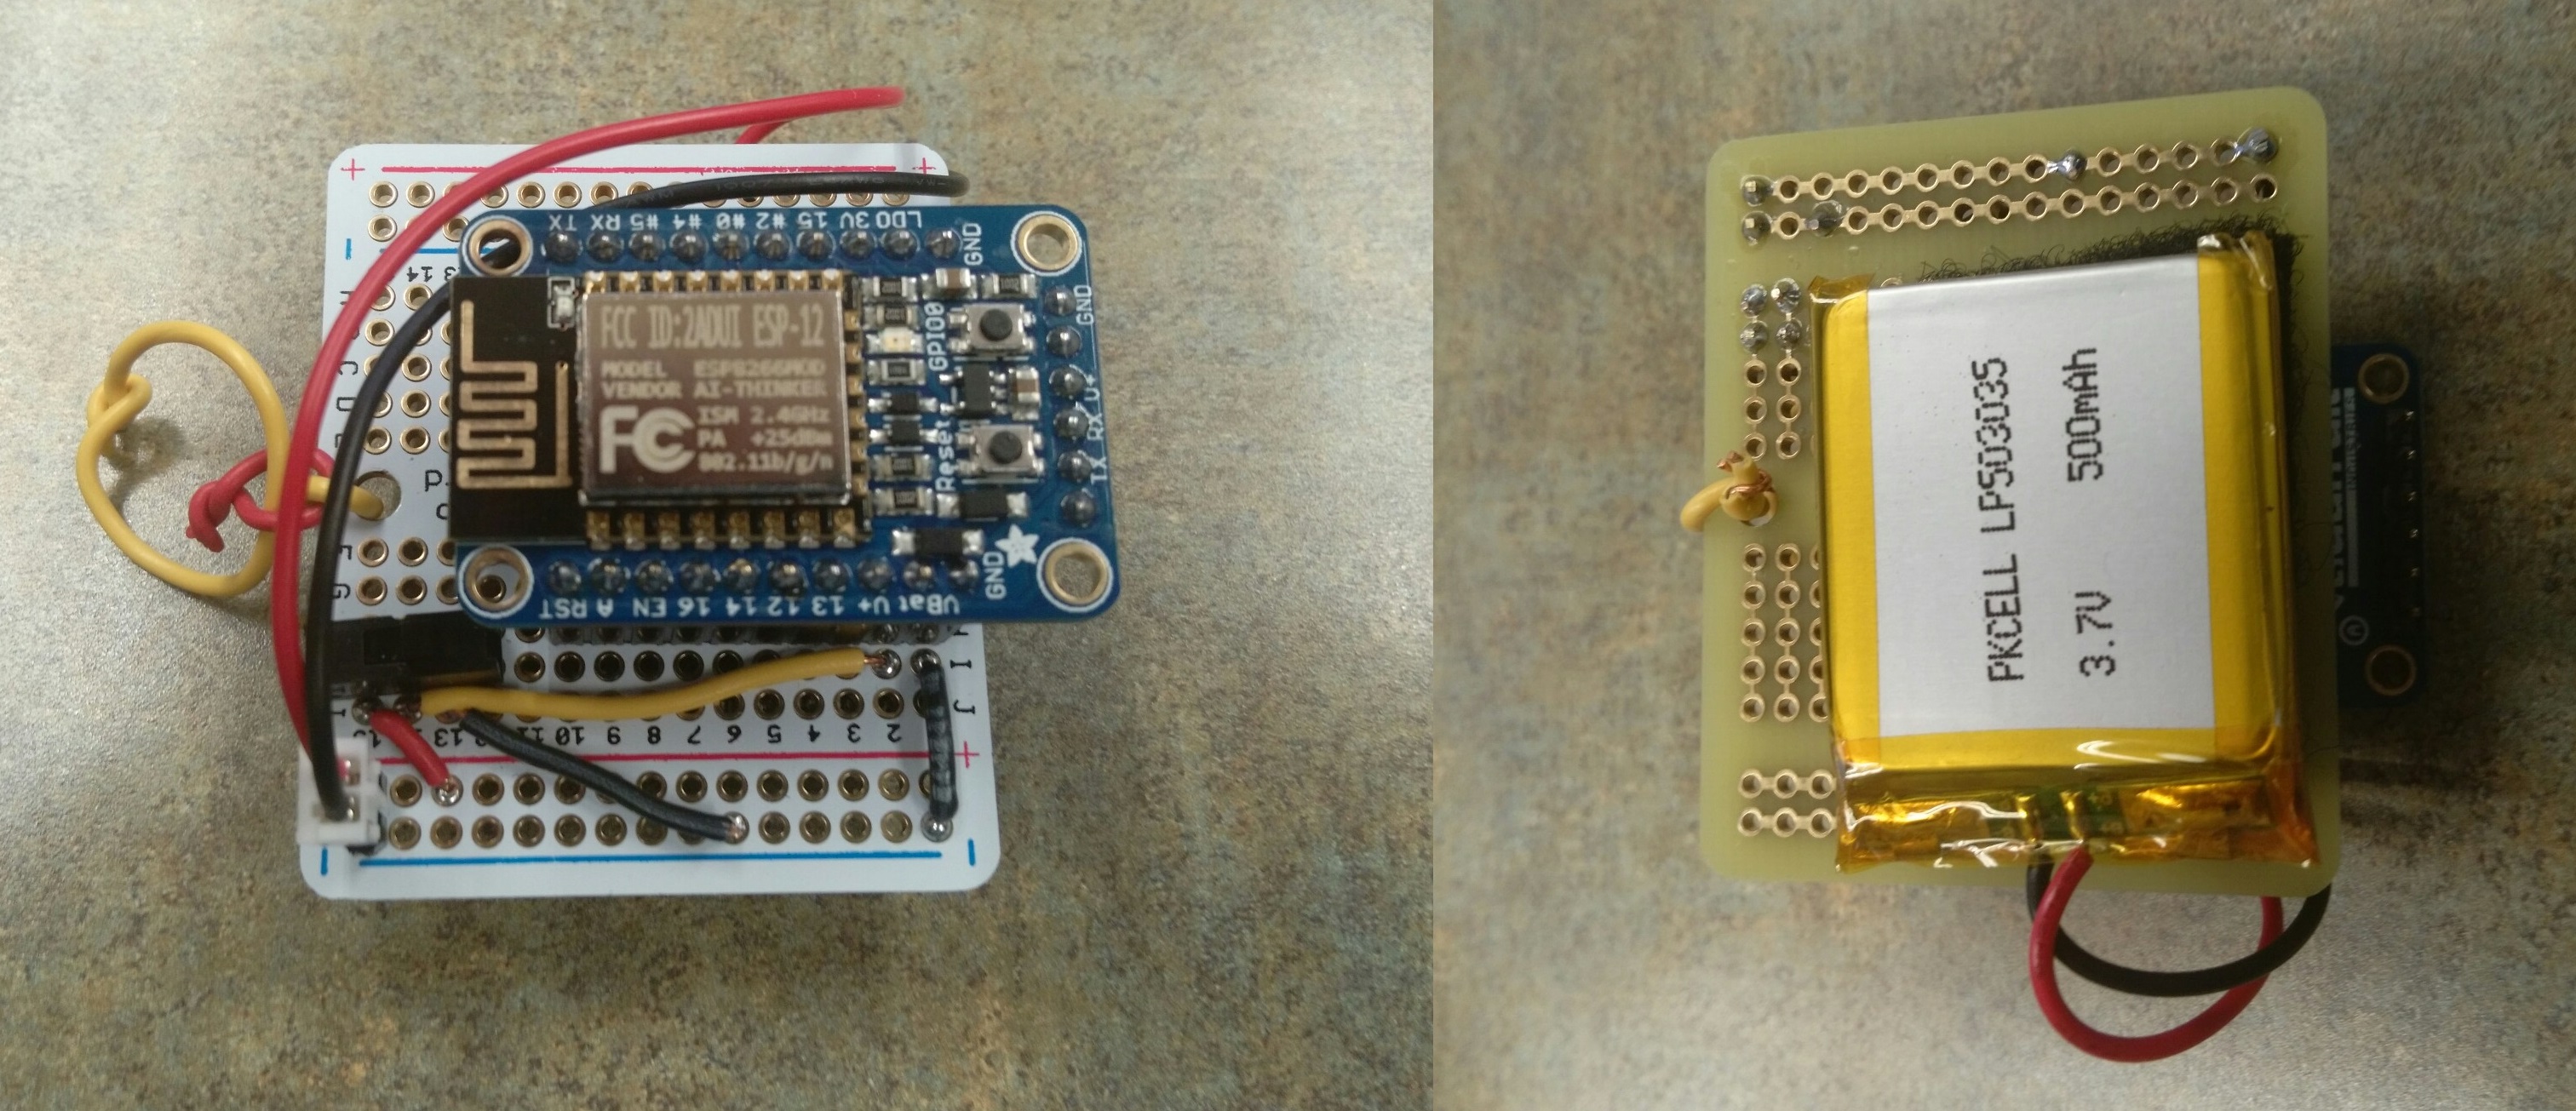 TX RX #5 #4 #0 #2 15 3V LDO
GND
14
FCC ID:2ADUI ESP-12
MODEL ESP8266MOD
VENDOR AI-THINKER
FC
ISM 2.4GHz
PA +25dBm
802.11b/g/n
GPIO0
Reset
GND
V+
RX
TX
C
D
F
G
RST A EN 16 14 12 13 V+ VBat
GND
I
J
13 11 10 9 8 7 6 5 4 3 2
PKCELL LP503035
3.7V 500mAh